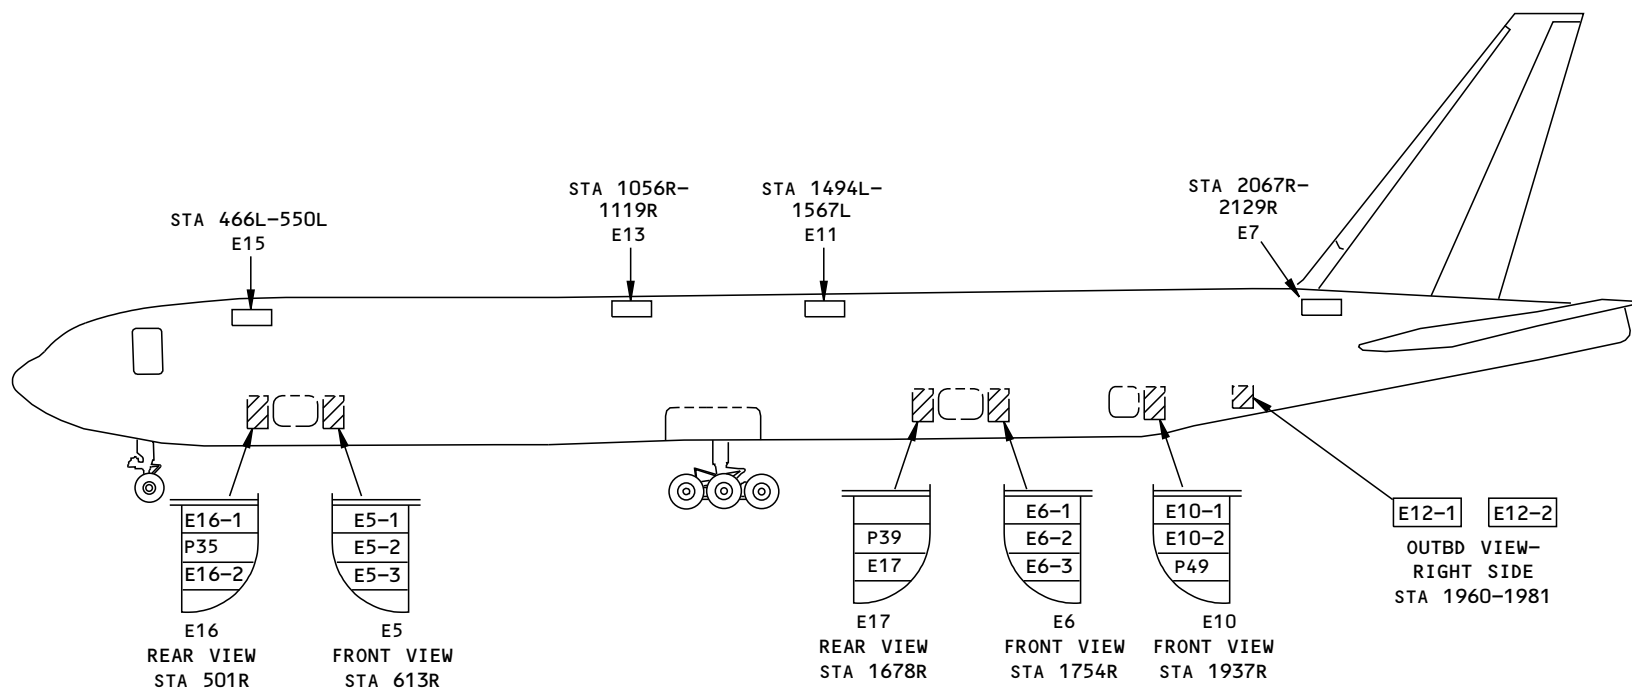 STA 1056R–
1119R
E13
STA 1494L–
1567L
E11
STA 2067R–
2129R
E7
STA 466L–550L
E15
E16–1
P35
E16–2
E16
REAR VIEW
STA 501R
E5–1
E5–2
E5–3
E5
FRONT VIEW
STA 613R
P39
E17
E17
REAR VIEW
STA 1678R
E6–1
E6–2
E6–3
E6
FRONT VIEW
STA 1754R
E10–1
E10–2
P49
E10
FRONT VIEW
STA 1937R
E12–1
E12–2
OUTBD VIEW–
RIGHT SIDE
STA 1960–1981